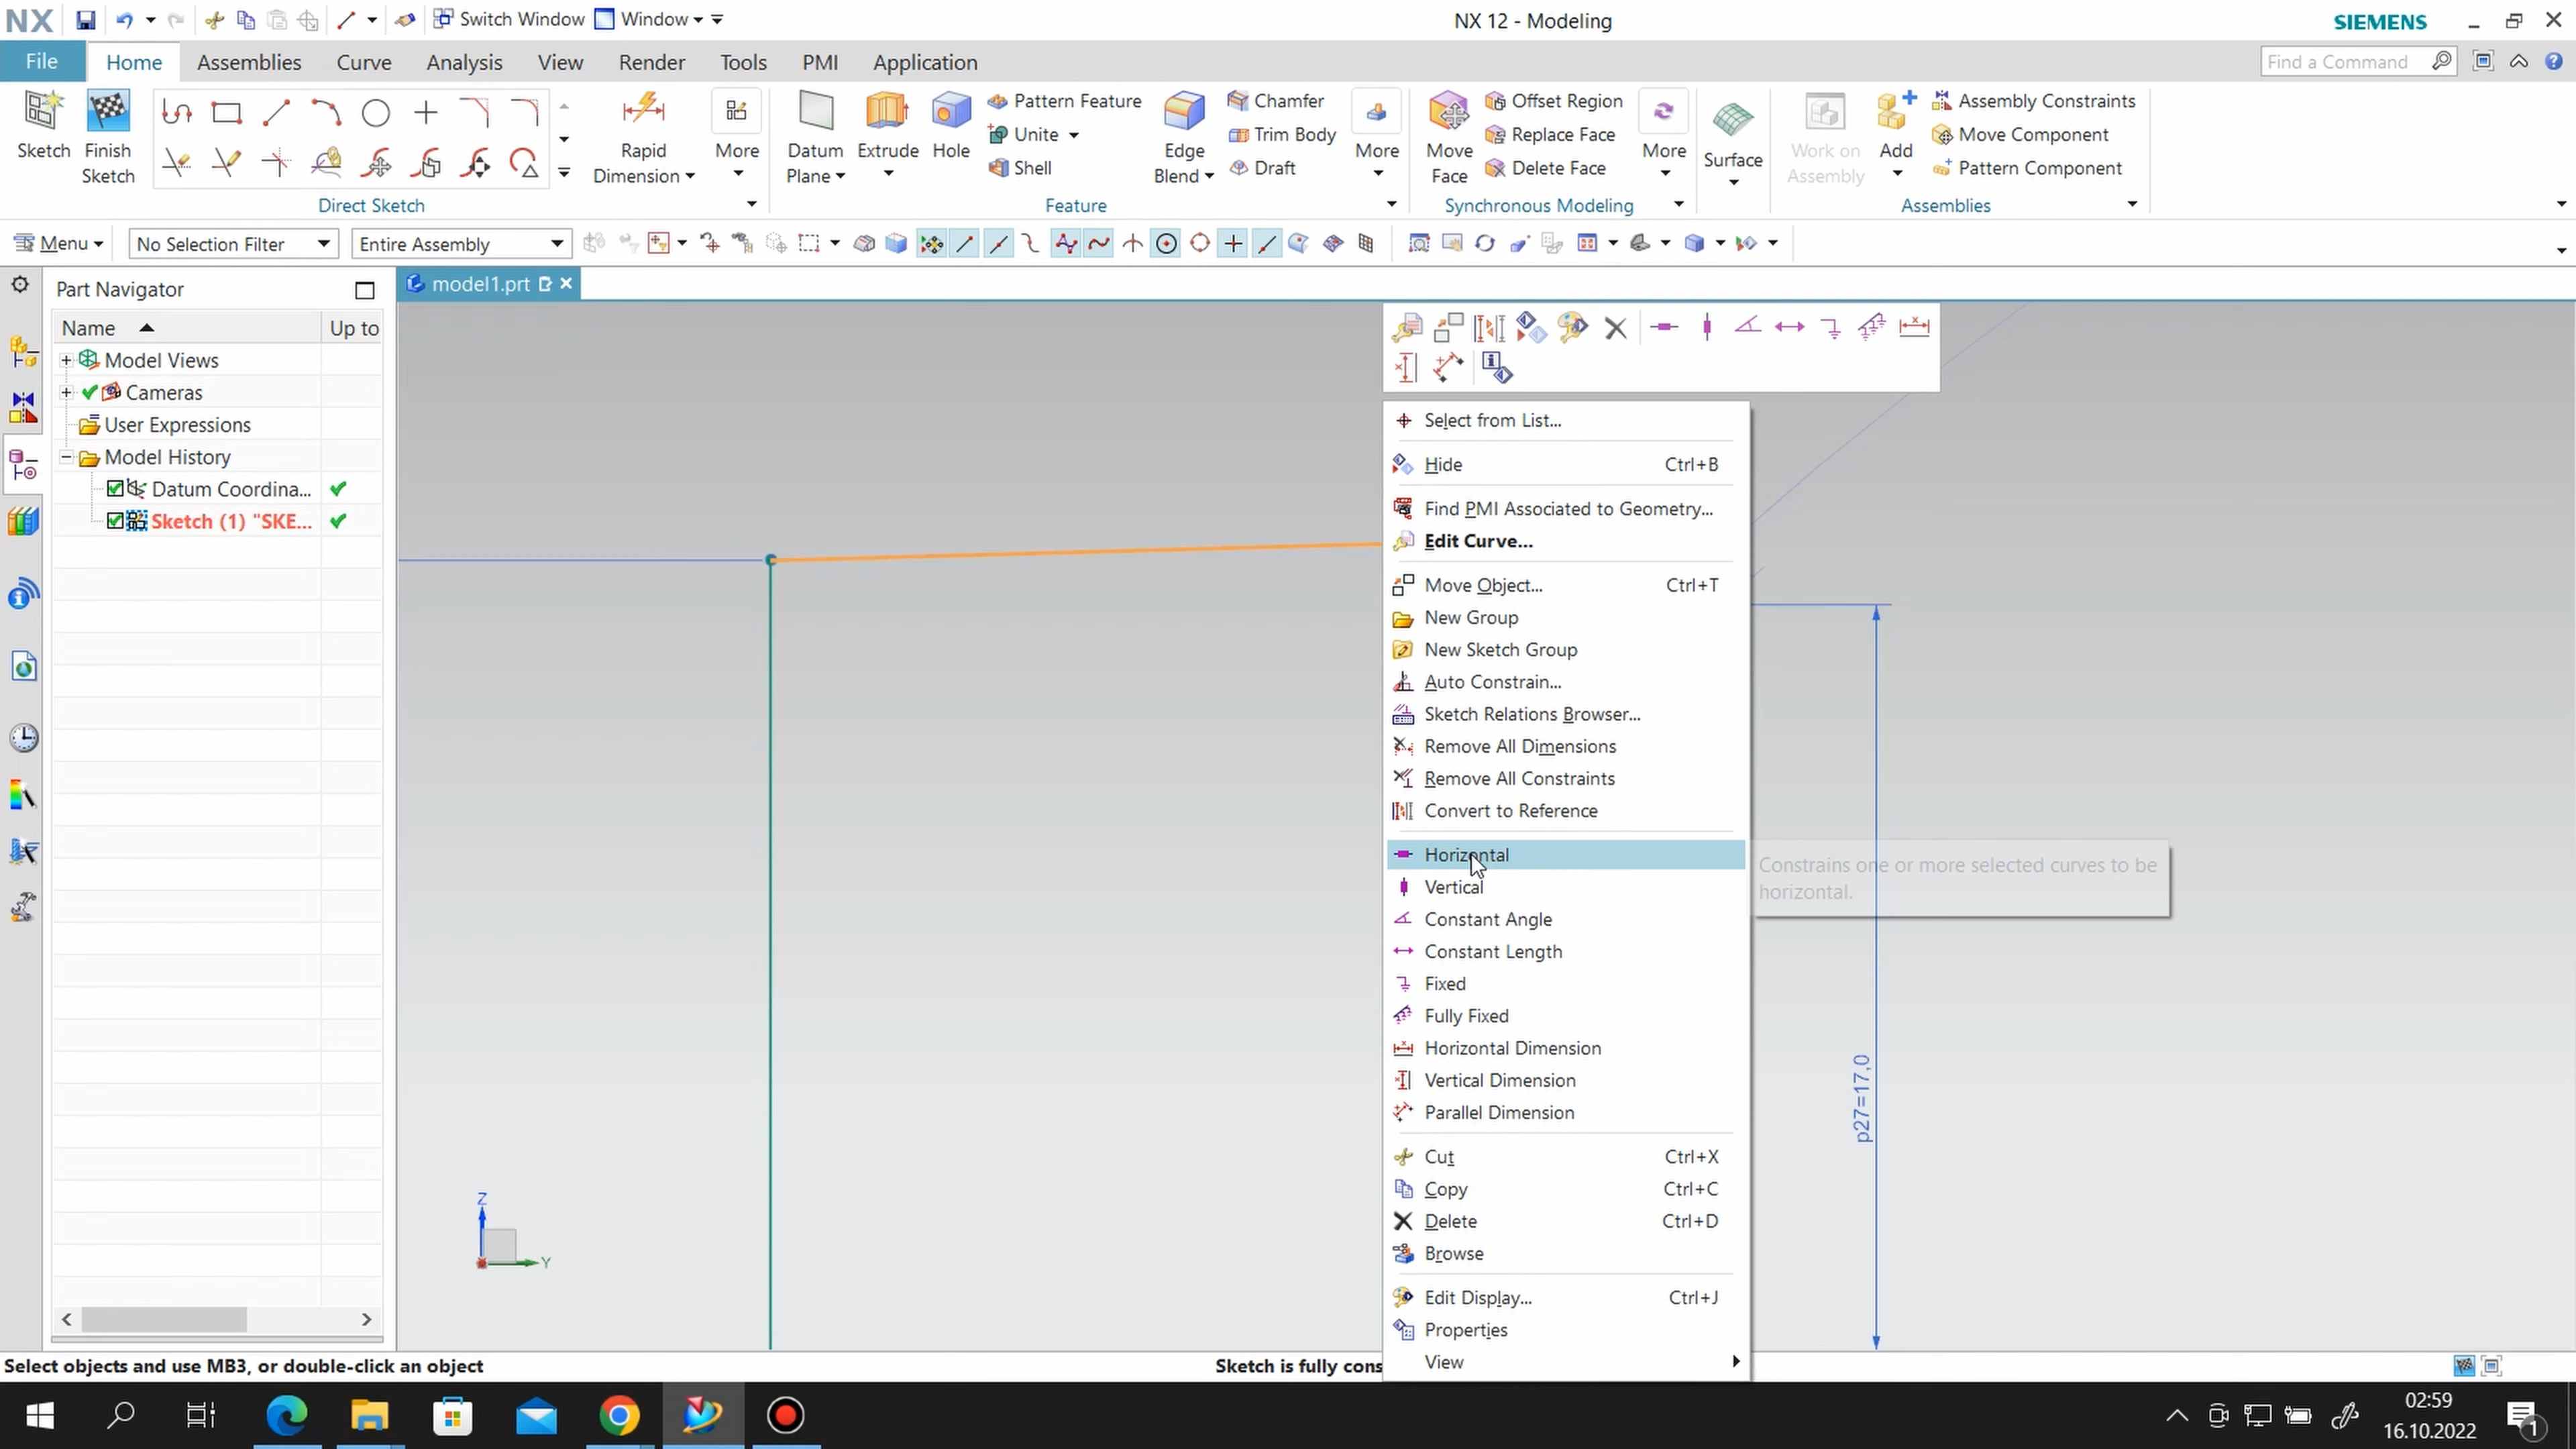 NX
Switch Window
Window
NX 12 - Modeling
SIEMENS
File
Home
Assemblies
Curve
Analysis
View
Render
Tools
PMI
Application
Find a Command
Sketch
Finish
Sketch
Direct Sketch
Rapid
Dimension
More
Datum
Plane
Extrude
Hole
Pattern Feature
Unite
Shell
Edge
Blend
Chamfer
Trim Body
Draft
More
Feature
Move
Face
Offset Region
Replace Face
Delete Face
More
Synchronous Modeling
Surface
Work on
Assembly
Add
Assembly Constraints
Move Component
Pattern Component
Assemblies
Menu
No Selection Filter
Entire Assembly
Part Navigator
model1.prt
Name
Up to
Model Views
Cameras
User Expressions
Model History
Datum Coordina...
Sketch (1) "SKE...
Select from List...
Hide Ctrl+B
Find PMI Associated to Geometry...
Edit Curve...
Move Object... Ctrl+T
New Group
New Sketch Group
Auto Constrain...
Sketch Relations Browser...
Remove All Dimensions
Remove All Constraints
Convert to Reference
Horizontal
Vertical
Constant Angle
Constant Length
Fixed
Fully Fixed
Horizontal Dimension
Vertical Dimension
Parallel Dimension
Cut Ctrl+X
Copy Ctrl+C
Delete Ctrl+D
Browse
Edit Display... Ctrl+J
Properties
View
Constrains one or more selected curves to be
horizontal.
p27=17,0
Z
Y
Select objects and use MB3, or double-click an object
Sketch is fully cons
02:59
16.10.2022
1